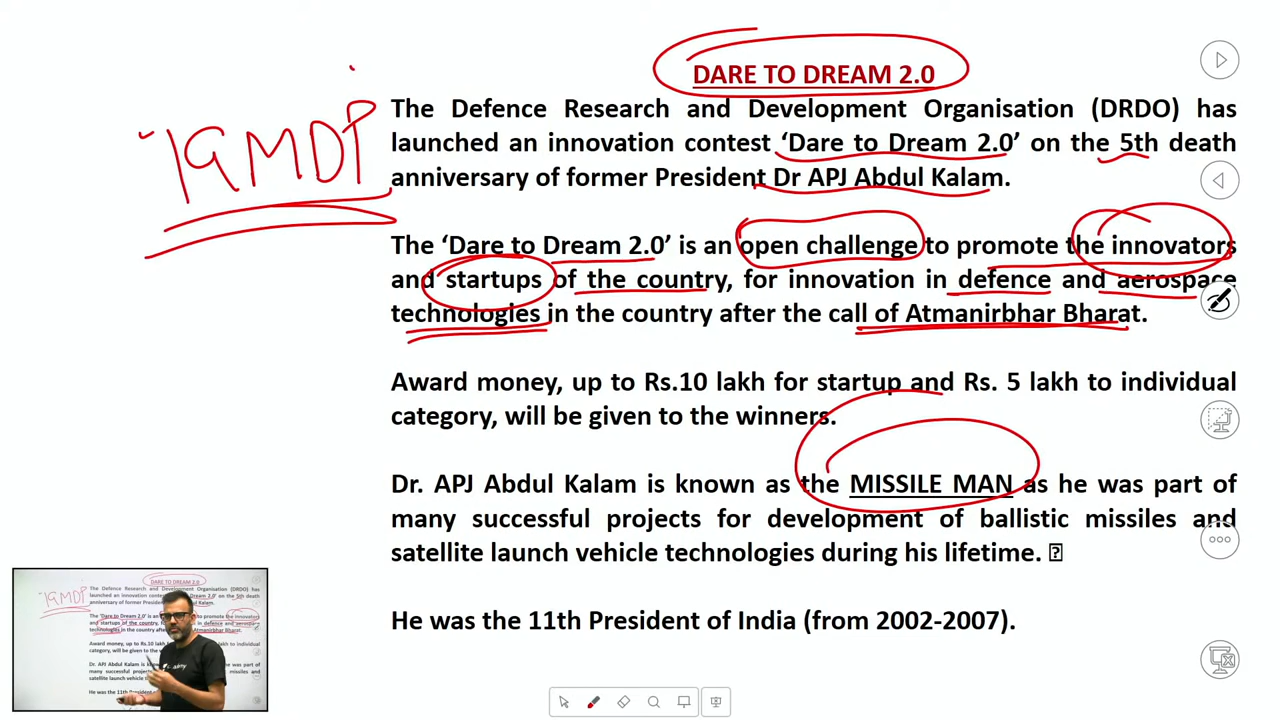 DARE TO DREAM 2.0
The Defence Research and Development Organisation (DRDO) has
launched an innovation contest ‘Dare to Dream 2.0’ on the 5th death
anniversary of former President Dr APJ Abdul Kalam.
The ‘Dare to Dream 2.0’ is an open challenge to promote the innovators
and startups of the country, for innovation in defence and aerospace
technologies in the country after the call of Atmanirbhar Bharat.
Award money, up to Rs.10 lakh for startup and Rs. 5 lakh to individual
category, will be given to the winners.
Dr. APJ Abdul Kalam is known as the MISSILE MAN as he was part of
many successful projects for development of ballistic missiles and
satellite launch vehicle technologies during his lifetime.
He was the 11th President of India (from 2002-2007).